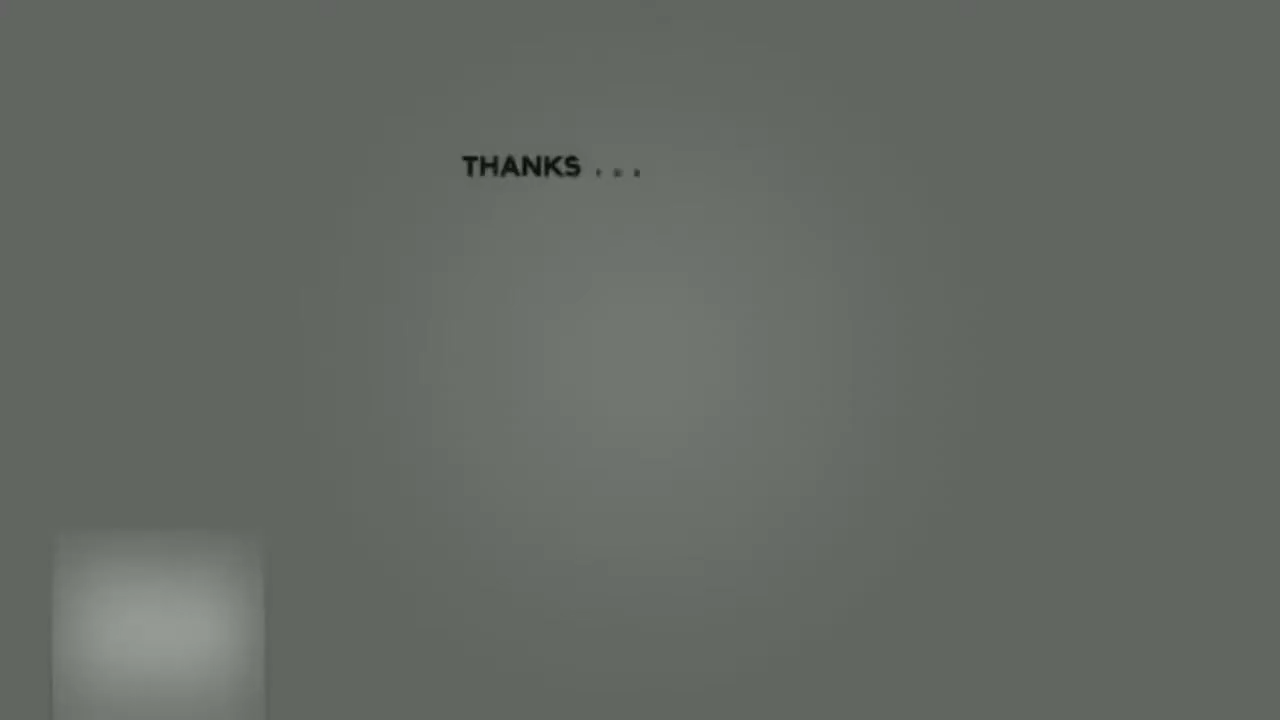 THANKS . . .